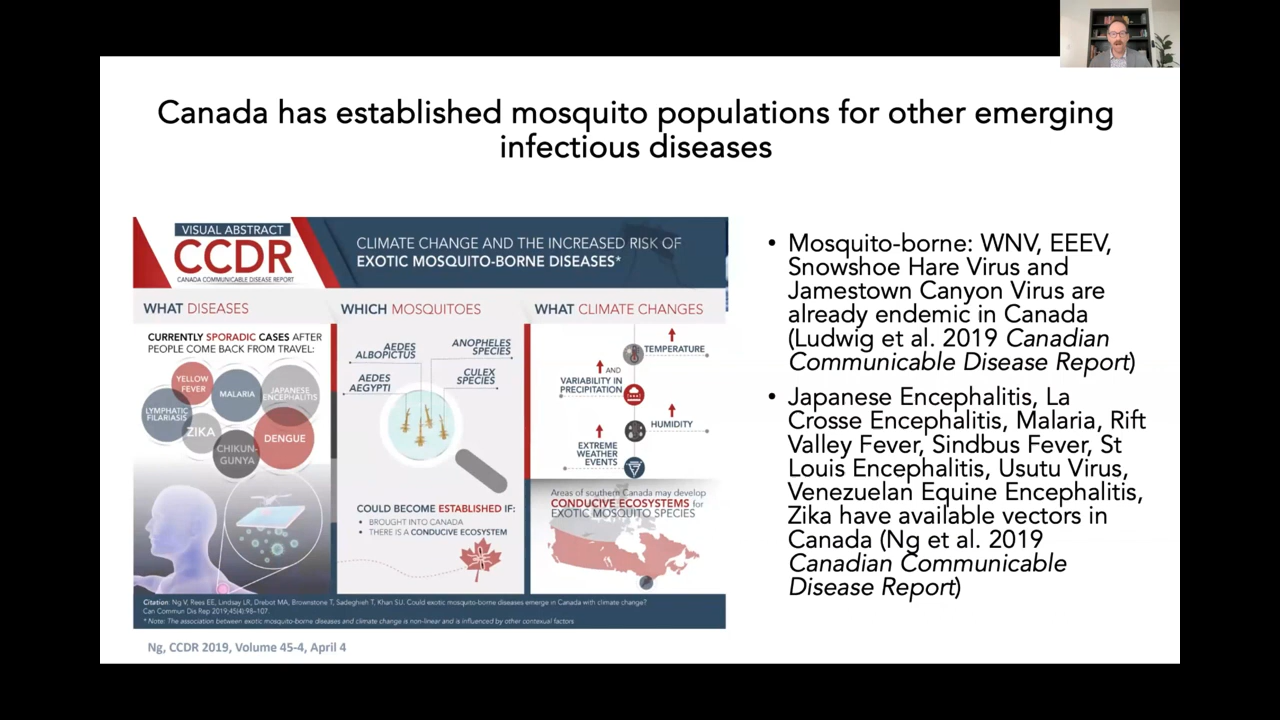 Canada has established mosquito populations for other emerging
infectious diseases
VISUAL ABSTRACT
CCDR
CANADA COMMUNICABLE DISEASE REPORT
CLIMATE CHANGE AND THE INCREASED RISK OF
EXOTIC MOSQUITO-BORNE DISEASES*
WHAT DISEASES
CURRENTLY SPORADIC CASES AFTER
PEOPLE COME BACK FROM TRAVEL:
YELLOW
FEVER
MALARIA
JAPANESE
ENCEPHALITIS
LYMPHATIC
FILARIASIS
ZIKA
CHIKUN-
GUNYA
DENGUE
WHICH MOSQUITOES
AEDES
ALBOPICTUS
ANOPHELES
SPECIES
AEDES
AEGYPTI
CULEX
SPECIES
COULD BECOME ESTABLISHED IF:
• BROUGHT INTO CANADA
• THERE IS A CONDUCIVE ECOSYSTEM
WHAT CLIMATE CHANGES
TEMPERATURE
AND
VARIABILITY IN
PRECIPITATION
HUMIDITY
EXTREME
WEATHER
EVENTS
Areas of southern Canada may develop
CONDUCIVE ECOSYSTEMS for
EXOTIC MOSQUITO SPECIES
Citation: Ng V, Rees EE, Lindsay LR, Drebot MA, Brownstone T, Sadeghieh T, Khan SU. Could exotic mosquito-borne diseases emerge in Canada with climate change?
Can Commun Dis Rep 2019;45(4):98–107.
* Note: The association between exotic mosquito-borne diseases and climate change is non-linear and is influenced by other contexual factors
Ng, CCDR 2019, Volume 45-4, April 4
• Mosquito-borne: WNV, EEEV,
Snowshoe Hare Virus and
Jamestown Canyon Virus are
already endemic in Canada
(Ludwig et al. 2019 Canadian
Communicable Disease Report)
• Japanese Encephalitis, La
Crosse Encephalitis, Malaria, Rift
Valley Fever, Sindbus Fever, St
Louis Encephalitis, Usutu Virus,
Venezuelan Equine Encephalitis,
Zika have available vectors in
Canada (Ng et al. 2019
Canadian Communicable
Disease Report)